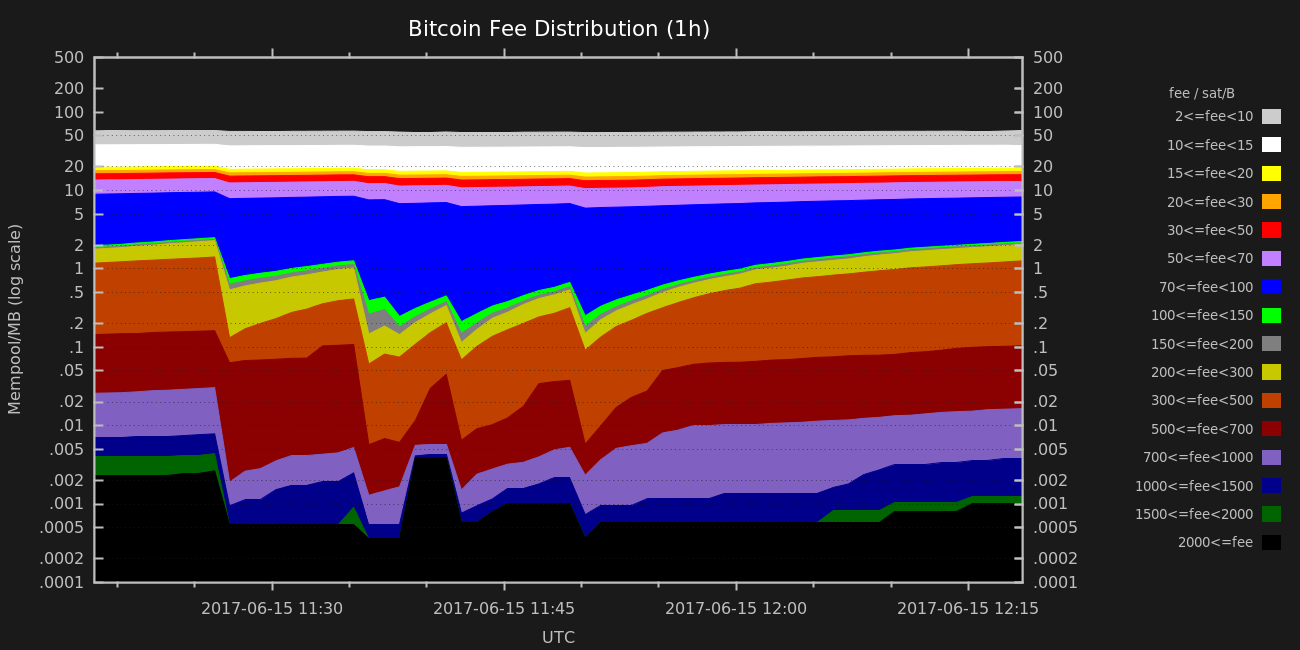 Bitcoin Fee Distribution (1h)
500
200
100
50
20
10
5
2
1
.5
.2
.1
.05
.02
.01
.005
.002
.001
.0005
.0002
.0001
Mempool/MB (log scale)
500
200
100
50
20
10
5
2
1
.5
.2
.1
.05
.02
.01
.005
.002
.001
.0005
.0002
.0001
2017-06-15 11:30 2017-06-15 11:45 2017-06-15 12:00 2017-06-15 12:15
UTC
fee / sat/B
2<=fee<10
10<=fee<15
15<=fee<20
20<=fee<30
30<=fee<50
50<=fee<70
70<=fee<100
100<=fee<150
150<=fee<200
200<=fee<300
300<=fee<500
500<=fee<700
700<=fee<1000
1000<=fee<1500
1500<=fee<2000
2000<=fee